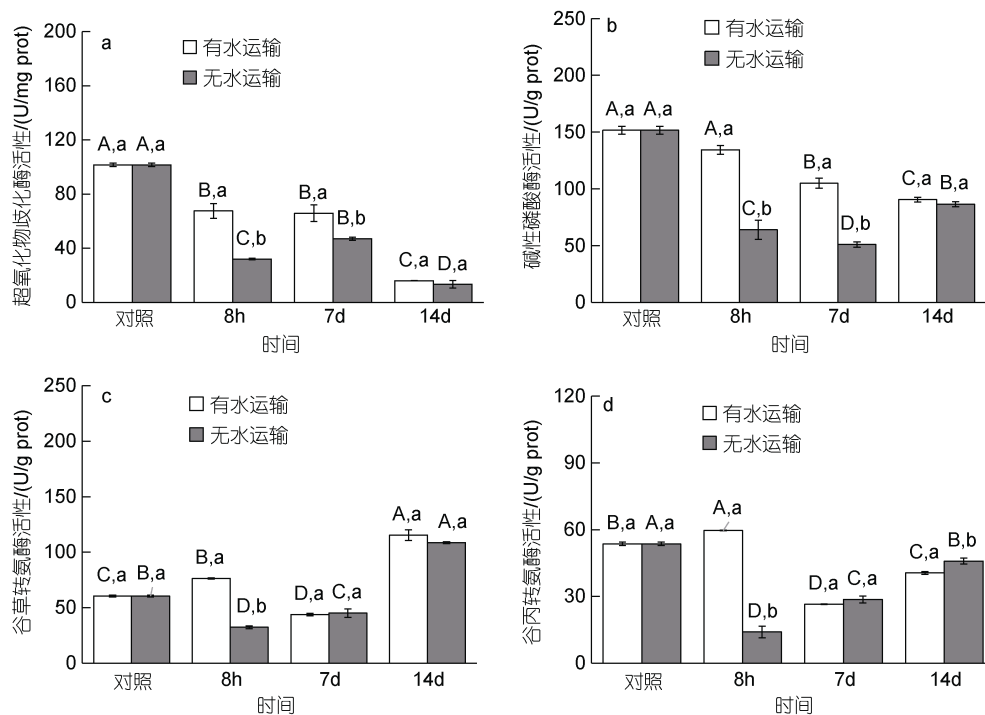 a
有水运输
无水运输
超氧化物歧化酶活性/(U/mg prot)
200
160
120
80
40
0
A,a A,a
B,a
C,b
B,a
B,b
C,a D,a
对照 8h 7d 14d
时间
b
有水运输
无水运输
碱性磷酸酶活性/(U/g prot)
250
200
150
100
50
0
A,a A,a
A,a
C,b
B,a
D,b
C,a B,a
对照 8h 7d 14d
时间
c
有水运输
无水运输
谷草转氨酶活性/(U/g prot)
250
200
150
100
50
0
C,a B,a
B,a
D,b
D,a C,a
A,a A,a
对照 8h 7d 14d
时间
d
有水运输
无水运输
谷丙转氨酶活性/(U/g prot)
120
90
60
30
0
B,a A,a
A,a
D,b
D,a C,a
C,a B,b
对照 8h 7d 14d
时间